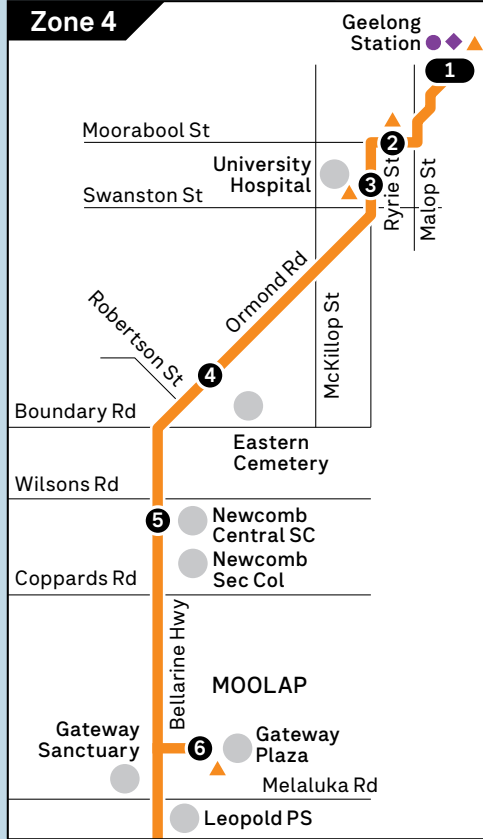 Zone 4
Geelong
Station
1
Moorabool St
2
University
Hospital
3
Ryrie St
Malop St
Swanston St
Ormond Rd
McKillop St
Robertson St
4
Boundary Rd
Eastern
Cemetery
Wilsons Rd
5
Newcomb
Central SC
Newcomb
Sec Col
Coppards Rd
Bellarine Hwy
MOOLAP
Gateway
Sanctuary
6
Gateway
Plaza
Melaluka Rd
Leopold PS